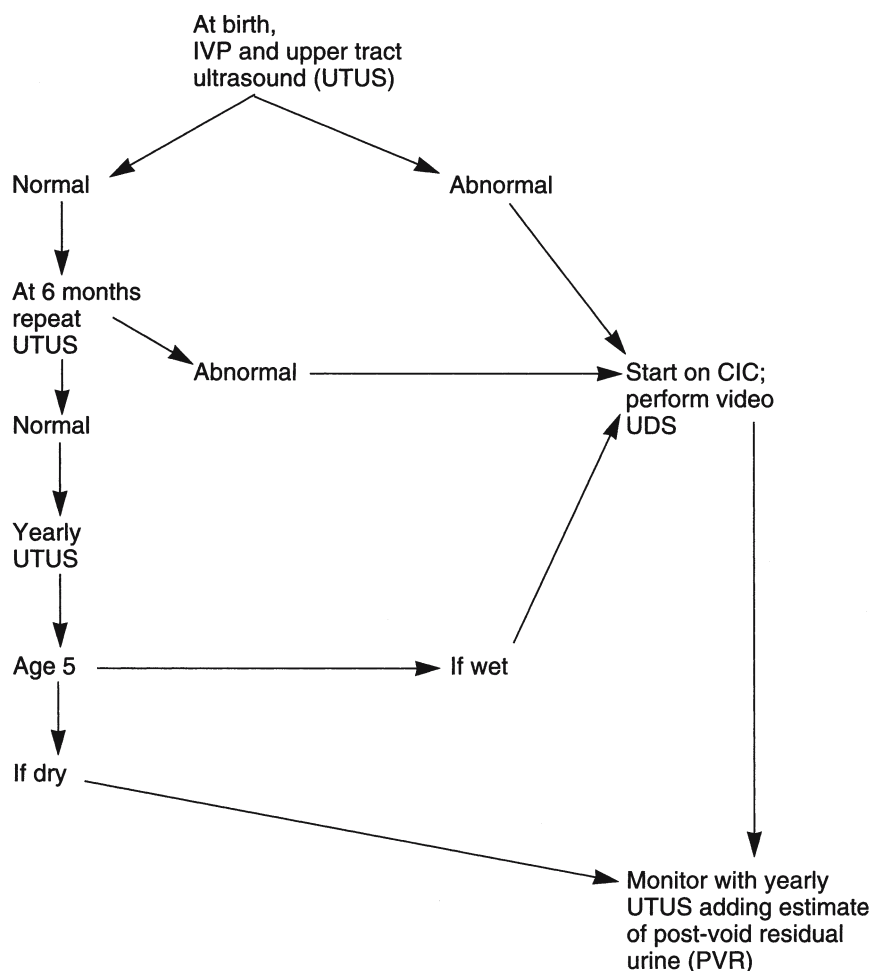 At birth,
IVP and upper tract
ultrasound (UTUS)
Normal
Abnormal
At 6 months
repeat
UTUS
Abnormal
Start on CIC;
perform video
UDS
Normal
Yearly
UTUS
Age 5
If wet
If dry
Monitor with yearly
UTUS adding estimate
of post-void residual
urine (PVR)